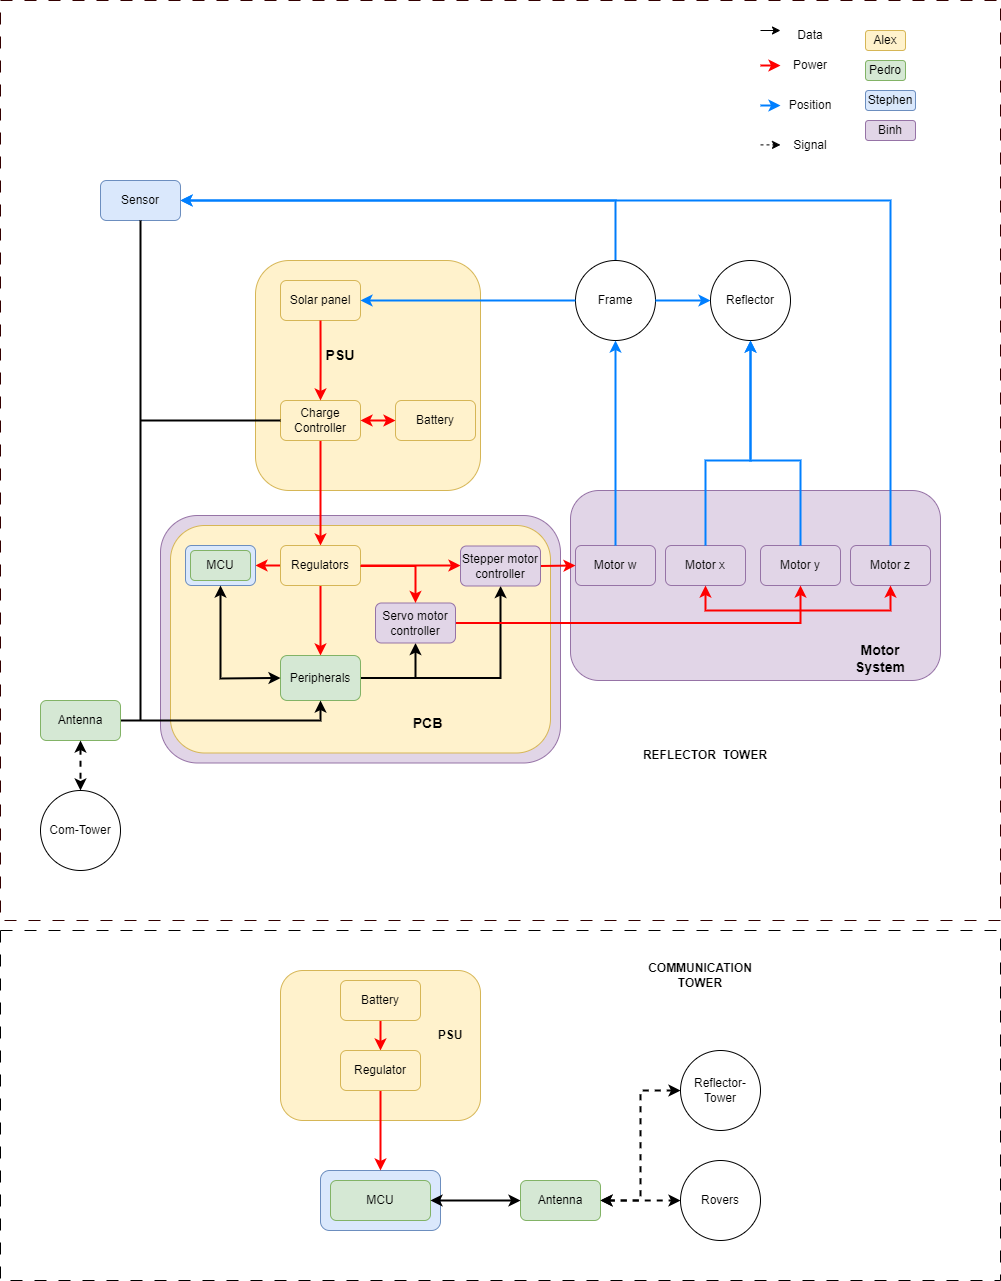 Data
Alex
Power
Pedro
Position
Stephen
Signal
Binh
Sensor
Solar panel
Frame
Reflector
PSU
Charge
Controller
Battery
MCU
Regulators
Stepper motor
controller
Motor w
Motor x
Motor y
Motor z
Servo motor
controller
Peripherals
Motor
System
PCB
Antenna
REFLECTOR TOWER
Com-Tower
COMMUNICATION
TOWER
Battery
PSU
Regulator
Reflector-
Tower
MCU
Antenna
Rovers